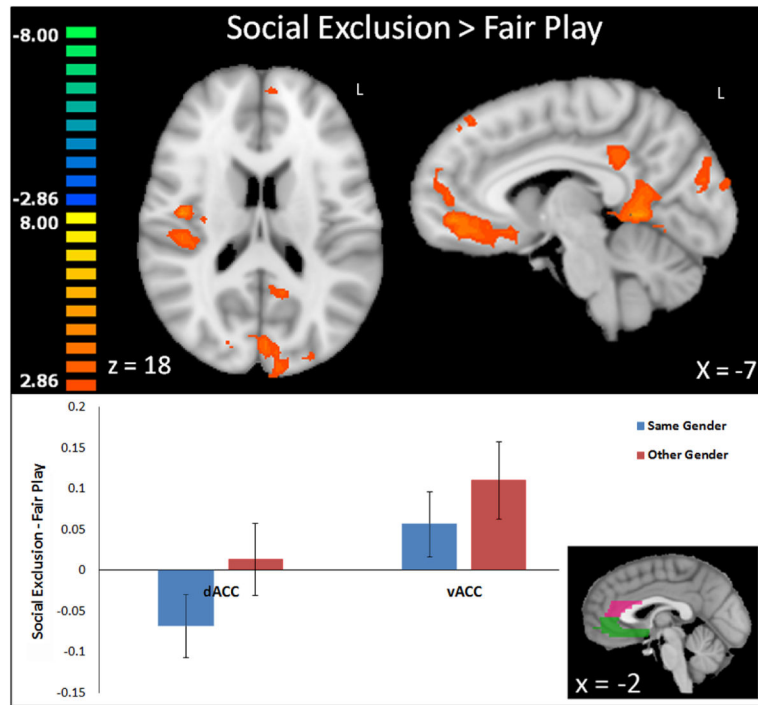 Social Exclusion > Fair Play
-8.00
-2.86
8.00
2.86
L
L
z = 18
X = -7
0.2
0.15
0.1
0.05
0
-0.05
-0.1
-0.15
Social Exclusion - Fair Play
Same Gender
Other Gender
dACC
vACC
x = -2